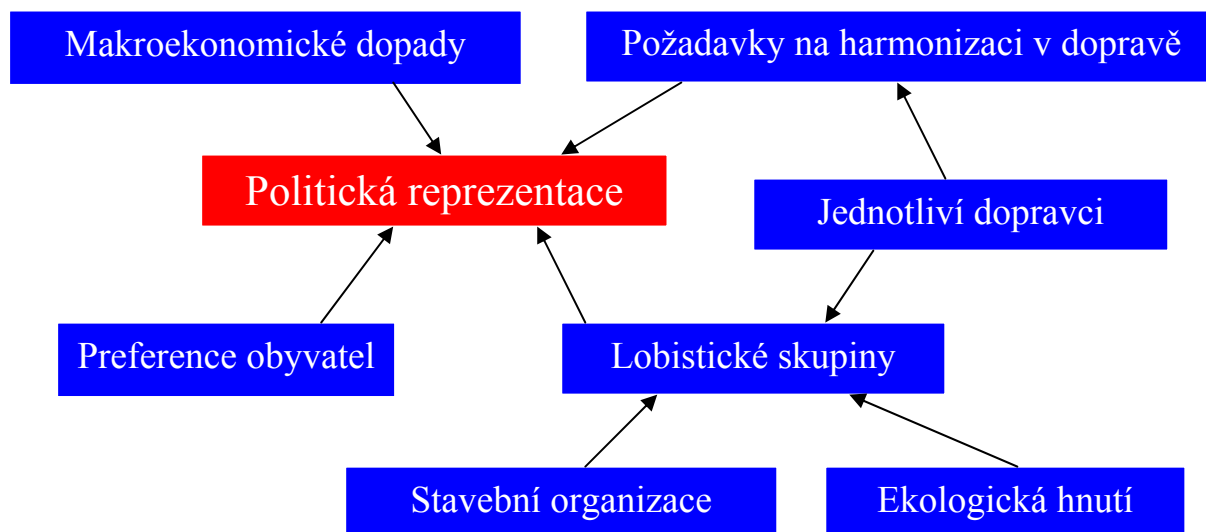 Makroekonomické dopady
Požadavky na harmonizaci v dopravě
Politická reprezentace
Jednotliví dopravci
Preference obyvatel
Lobistické skupiny
Stavební organizace
Ekologická hnutí